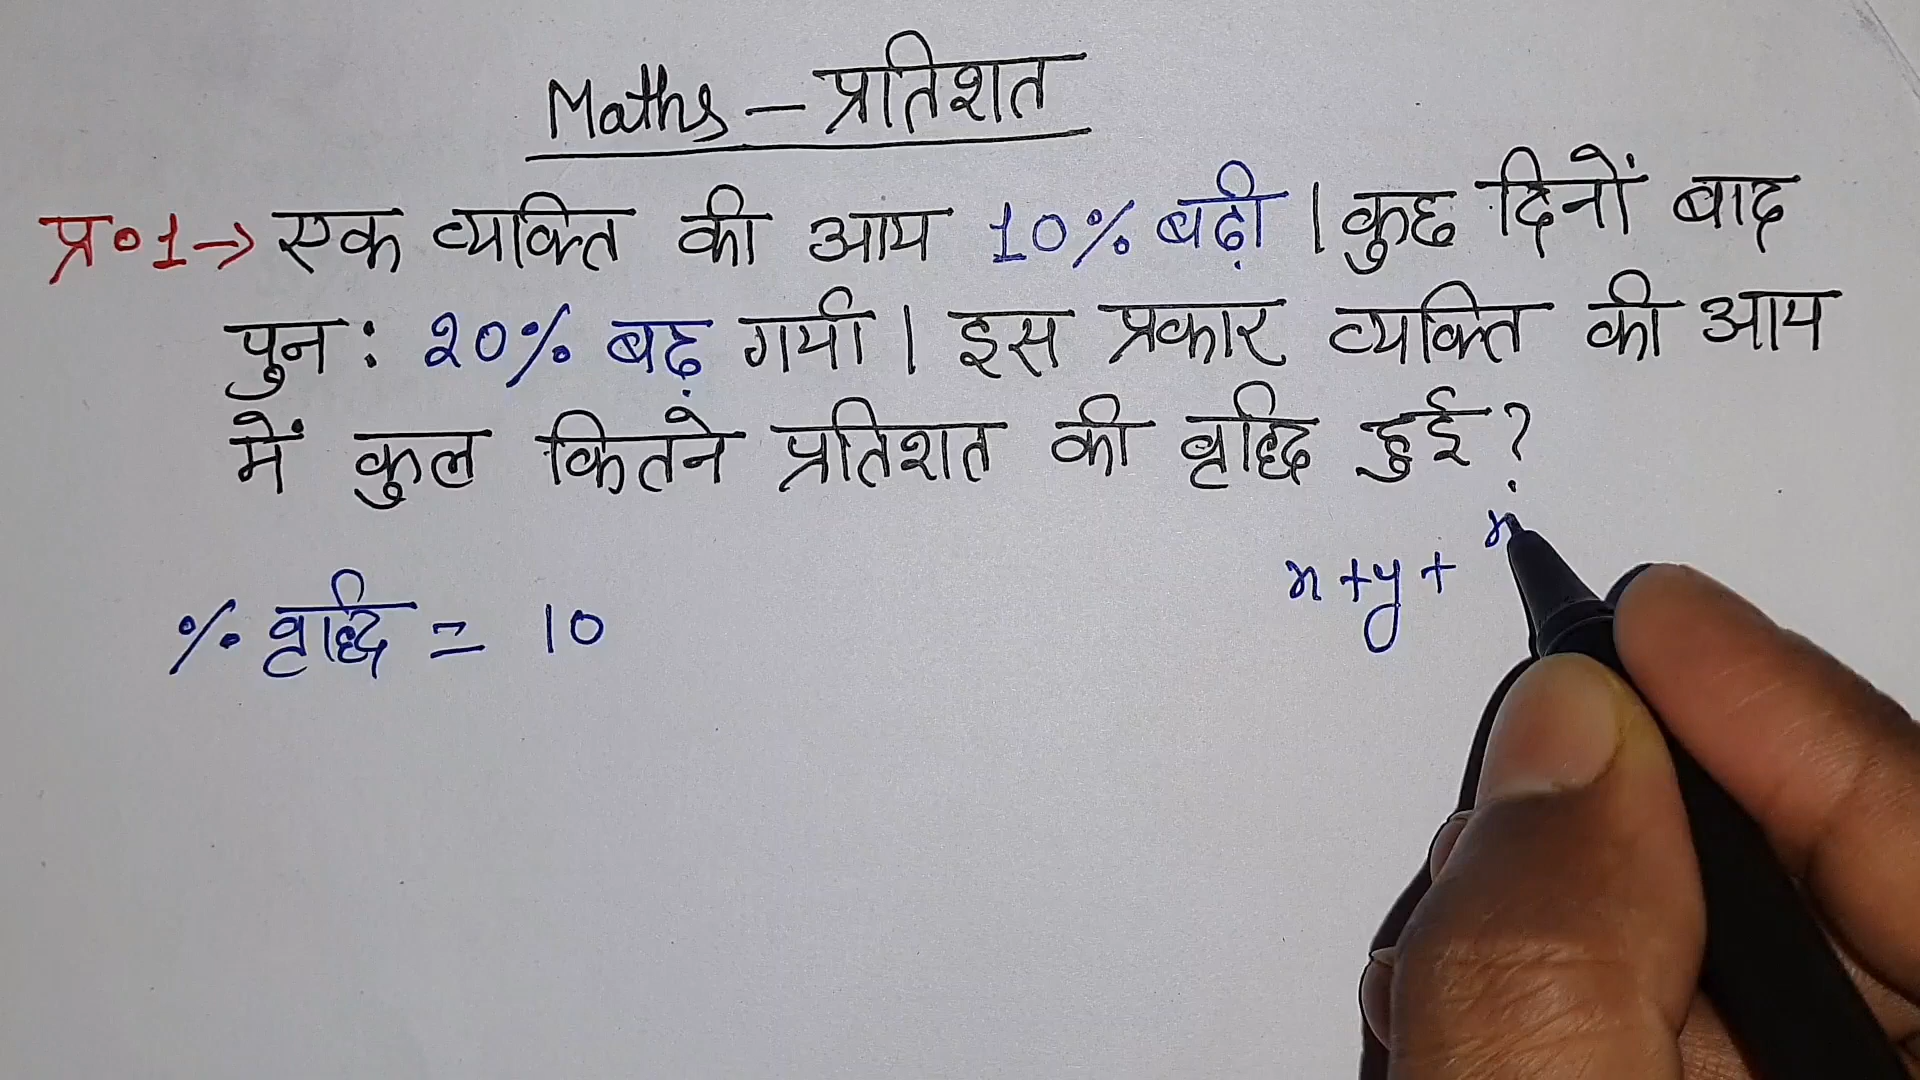 Maths – प्रतिशत
प्र०1→ एक व्यक्ति की आय 10% बढ़ी । कुछ दिनों बाद
पुन: 20% बढ़ गयी । इस प्रकार व्यक्ति की आय
में कुल कितने प्रतिशत की वृद्धि हुई ?
x + y + x
% वृद्धि = 10